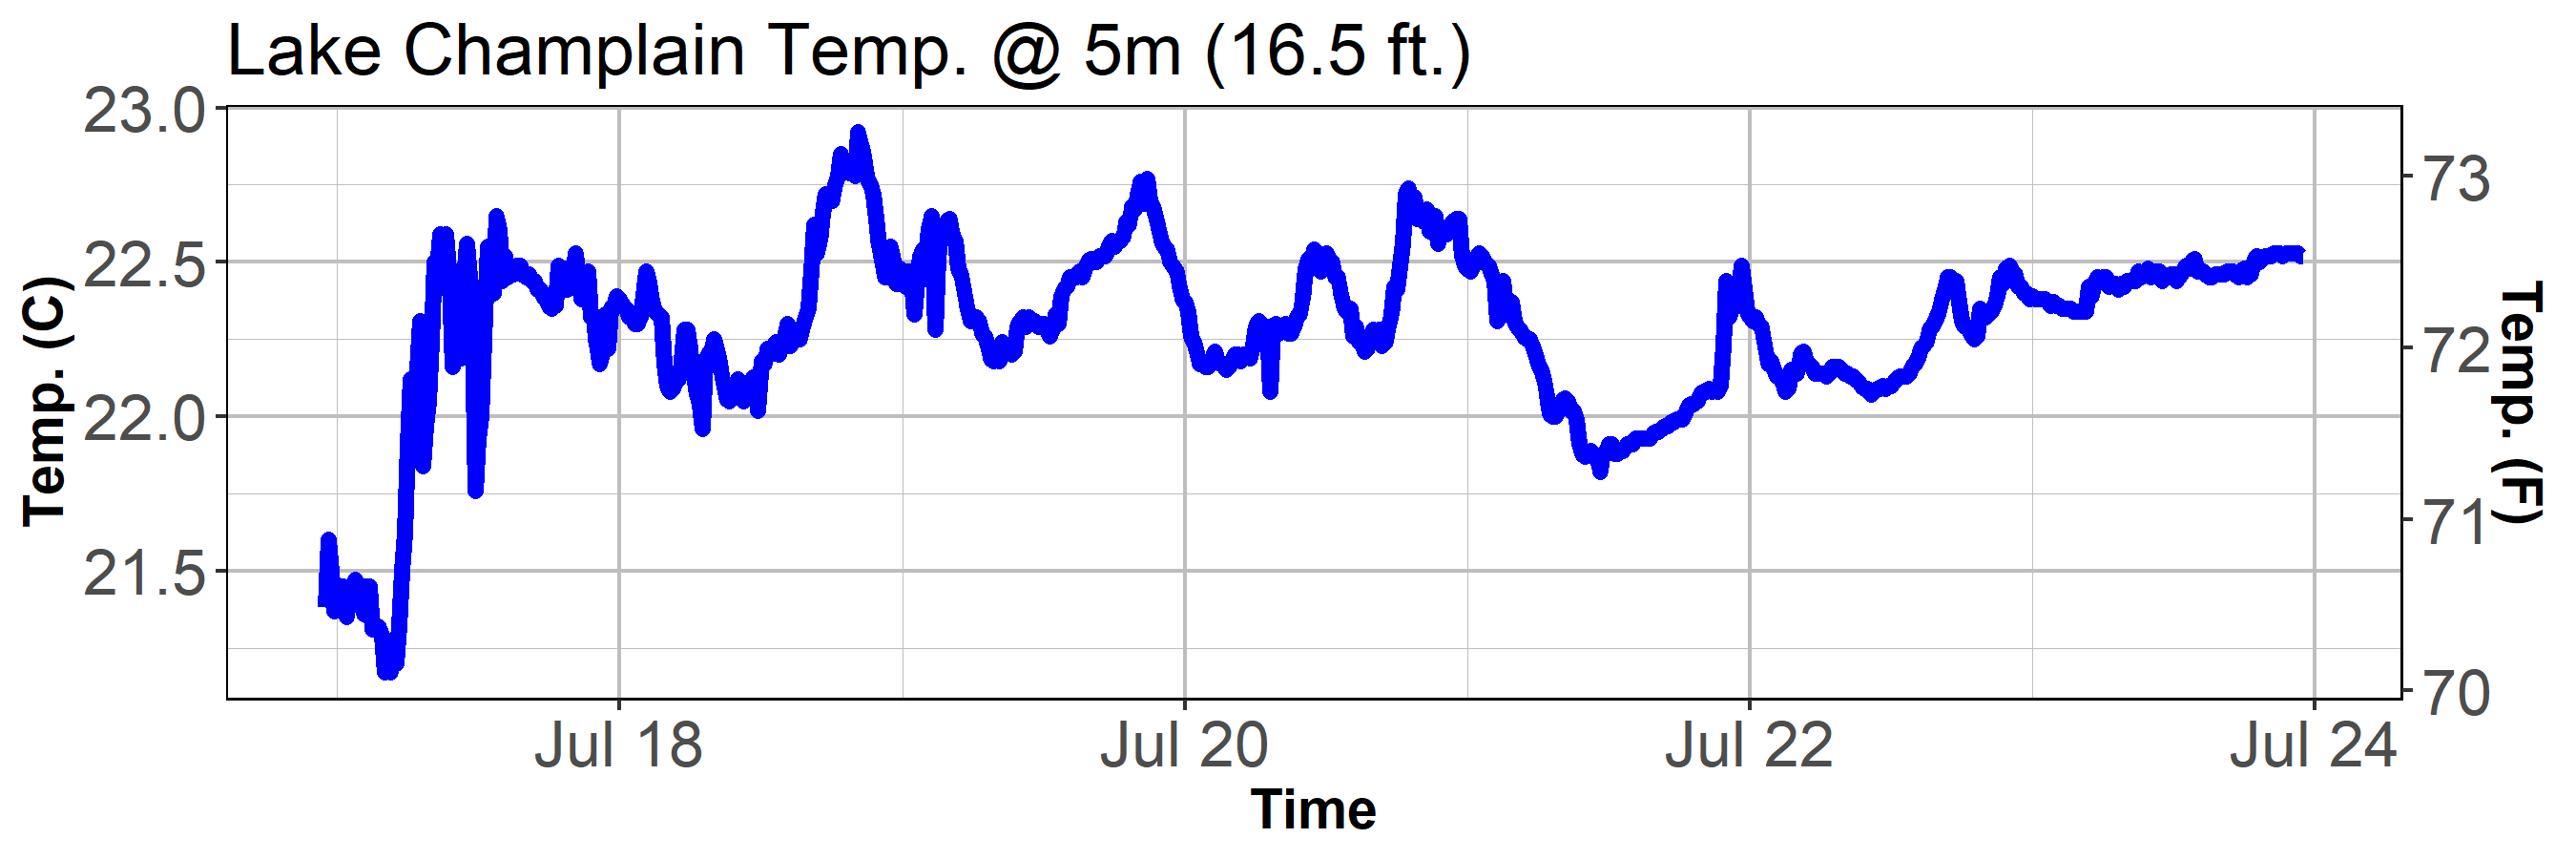 Lake Champlain Temp. @ 5m (16.5 ft.)
23.0
22.5
22.0
21.5
Temp. (C)
73
72
71
70
Temp. (F)
Jul 18 Jul 20 Jul 22 Jul 24
Time